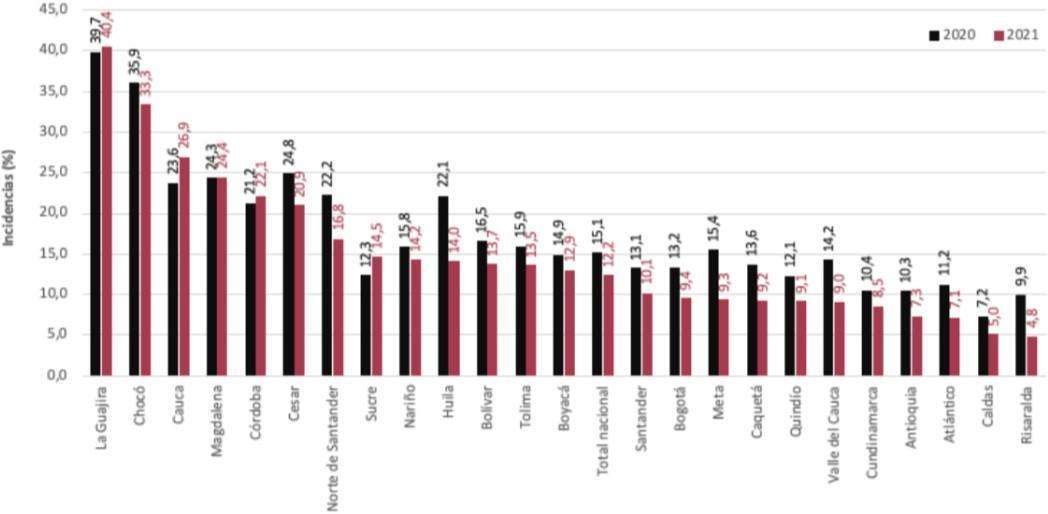 45,0
40,0
35,0
30,0
25,0
20,0
15,0
10,0
5,0
0,0
Incidencias (%)
2020 2021
39,7 40,4
35,9 33,3
23,6 26,9
24,3 24,4
21,2 22,1
24,8 20,9
22,2 16,8
12,3 14,5
15,8 14,2
22,1 14,0
16,5 13,7
15,9 13,5
14,9 12,9
15,1 12,2
13,1 10,1
13,2 9,4
15,4 9,3
13,6 9,2
12,1 9,1
14,2 9,0
10,4 8,5
10,3 7,3
11,2 7,1
7,2 5,0
9,9 4,8
La Guajira
Chocó
Cauca
Magdalena
Córdoba
Cesar
Norte de Santander
Sucre
Nariño
Huila
Bolívar
Tolima
Boyacá
Total nacional
Santander
Bogotá
Meta
Caquetá
Quindío
Valle del Cauca
Cundinamarca
Antioquia
Atlántico
Caldas
Risaralda